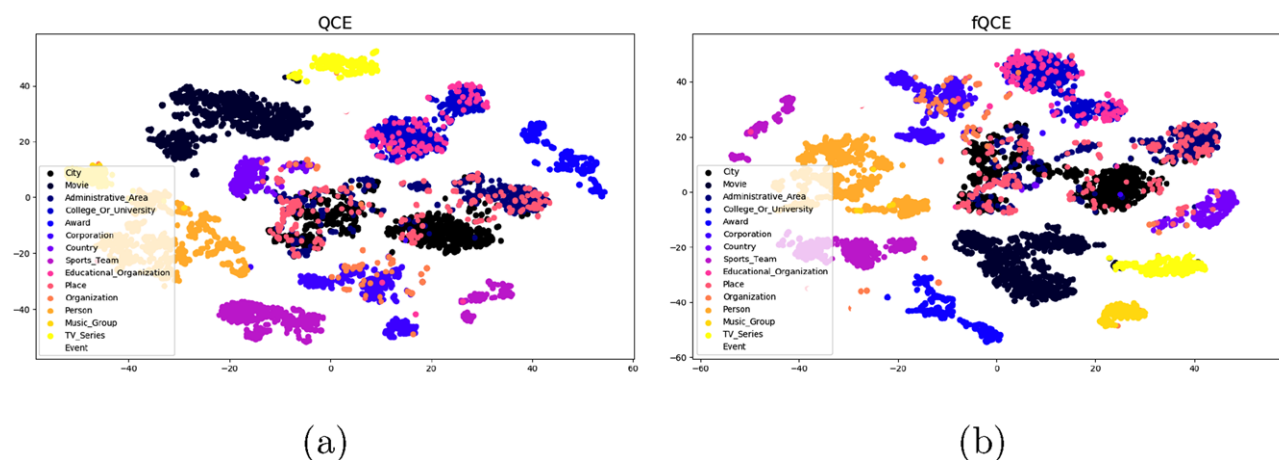 QCE
40
20
0
−20
−40
−40
−20
0
20
40
60
City
Movie
Administrative_Area
College_Or_University
Award
Corporation
Country
Sports_Team
Educational_Organization
Place
Organization
Person
Music_Group
TV_Series
Event
(a)
fQCE
40
20
0
−20
−40
−60
−60
−40
−20
0
20
40
City
Movie
Administrative_Area
College_Or_University
Award
Corporation
Country
Sports_Team
Educational_Organization
Place
Organization
Person
Music_Group
TV_Series
Event
(b)